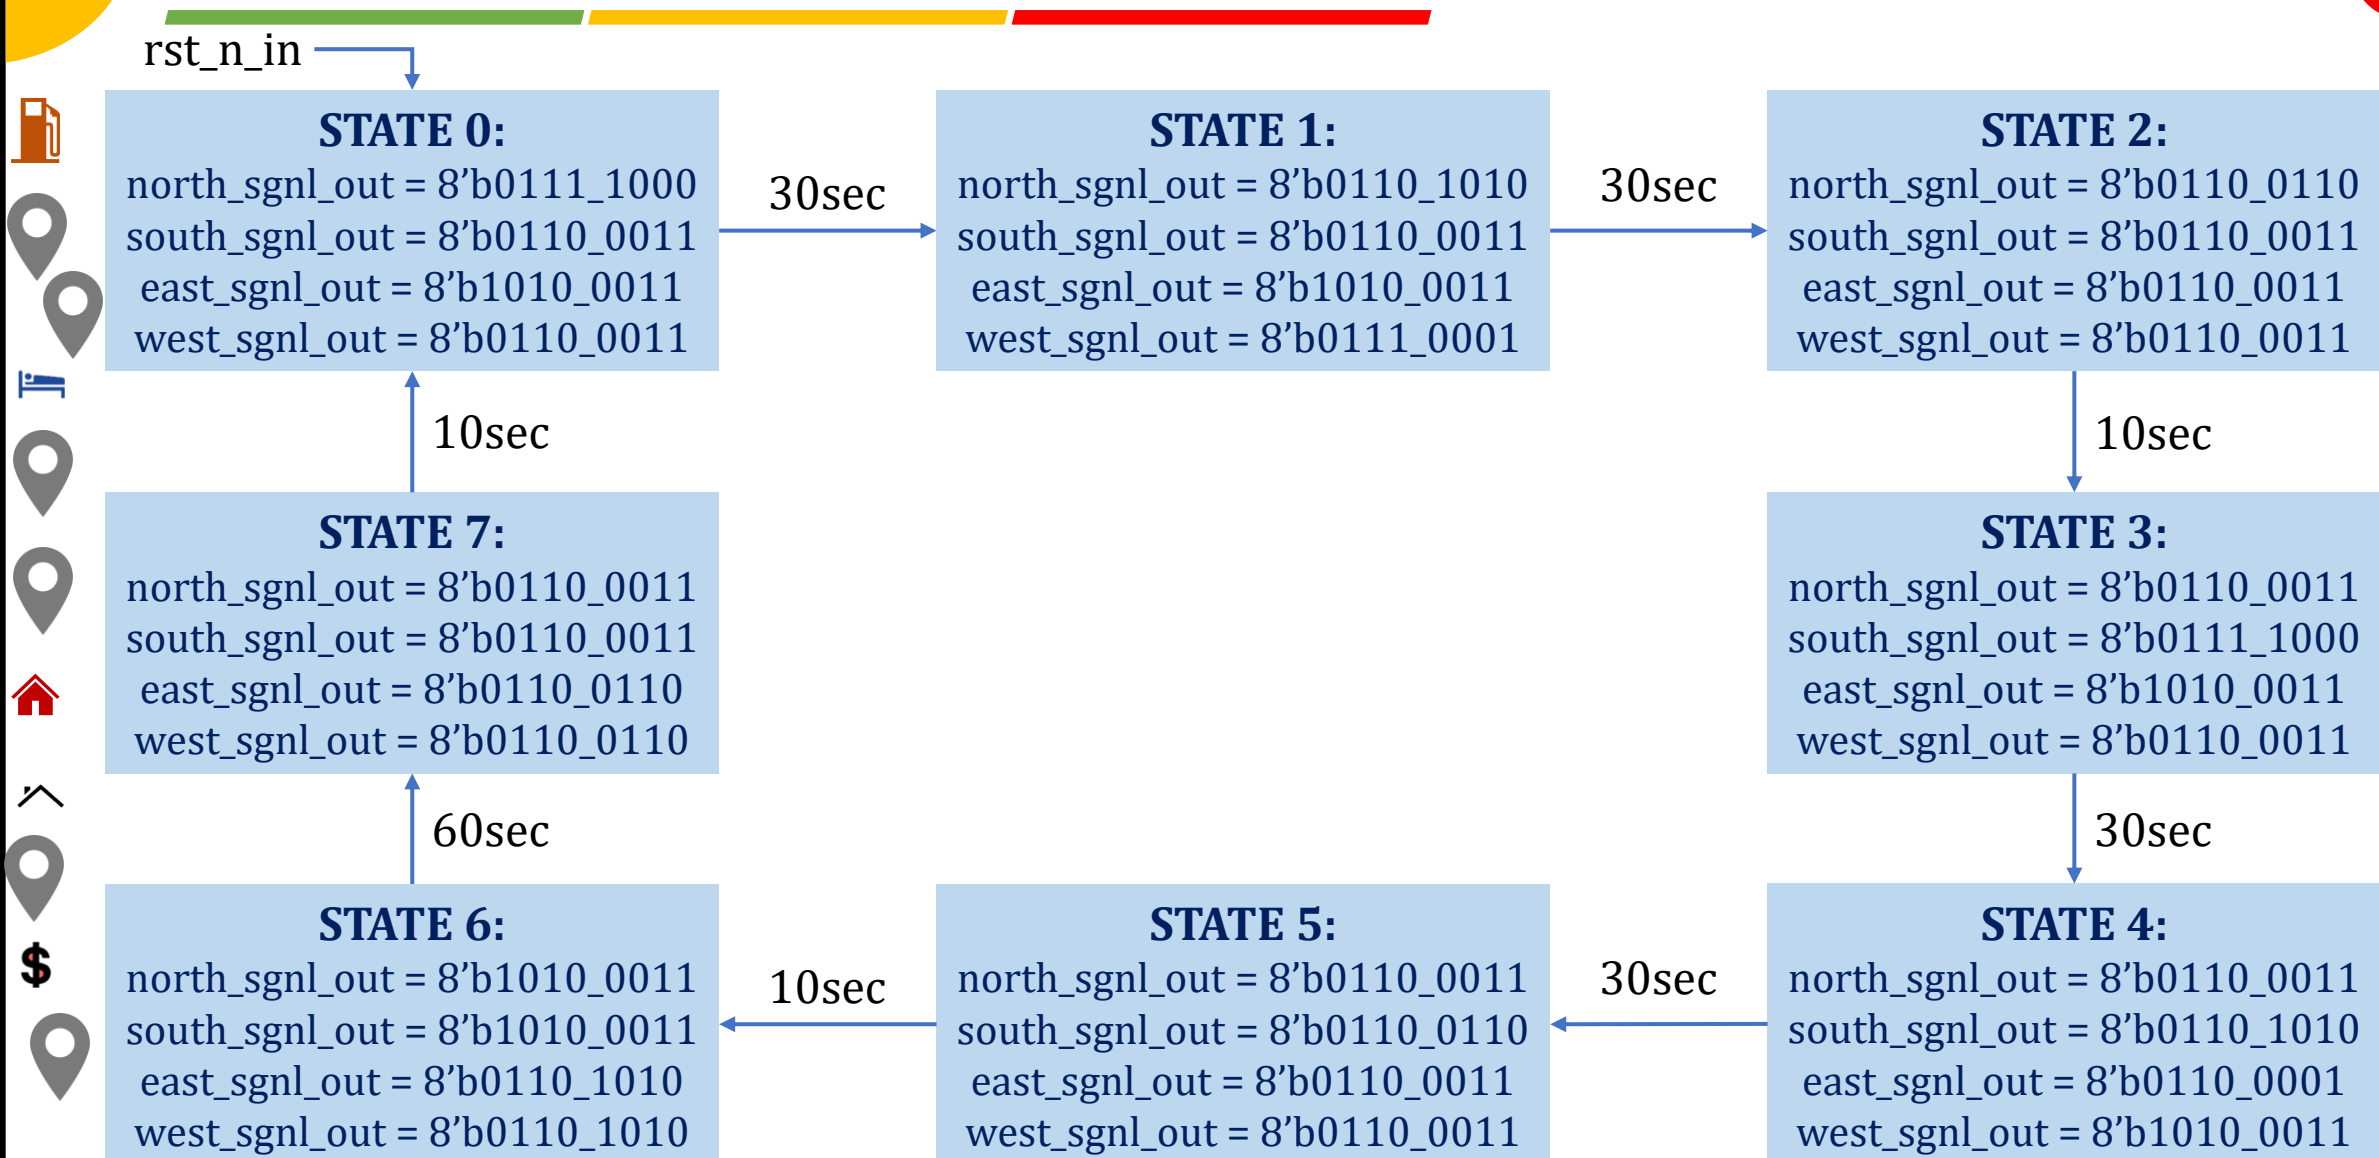 rst_n_in
STATE 0:
north_sgnl_out = 8’b0111_1000
south_sgnl_out = 8’b0110_0011
east_sgnl_out = 8’b1010_0011
west_sgnl_out = 8’b0110_0011
30sec
STATE 1:
north_sgnl_out = 8’b0110_1010
south_sgnl_out = 8’b0110_0011
east_sgnl_out = 8’b1010_0011
west_sgnl_out = 8’b0111_0001
30sec
STATE 2:
north_sgnl_out = 8’b0110_0110
south_sgnl_out = 8’b0110_0011
east_sgnl_out = 8’b0110_0011
west_sgnl_out = 8’b0110_0011
10sec
STATE 3:
north_sgnl_out = 8’b0110_0011
south_sgnl_out = 8’b0111_1000
east_sgnl_out = 8’b1010_0011
west_sgnl_out = 8’b0110_0011
30sec
STATE 4:
north_sgnl_out = 8’b0110_0011
south_sgnl_out = 8’b0110_1010
east_sgnl_out = 8’b0110_0001
west_sgnl_out = 8’b1010_0011
30sec
STATE 5:
north_sgnl_out = 8’b0110_0011
south_sgnl_out = 8’b0110_0110
east_sgnl_out = 8’b0110_0011
west_sgnl_out = 8’b0110_0011
10sec
STATE 6:
north_sgnl_out = 8’b1010_0011
south_sgnl_out = 8’b1010_0011
east_sgnl_out = 8’b0110_1010
west_sgnl_out = 8’b0110_1010
60sec
STATE 7:
north_sgnl_out = 8’b0110_0011
south_sgnl_out = 8’b0110_0011
east_sgnl_out = 8’b0110_0110
west_sgnl_out = 8’b0110_0110
10sec
$